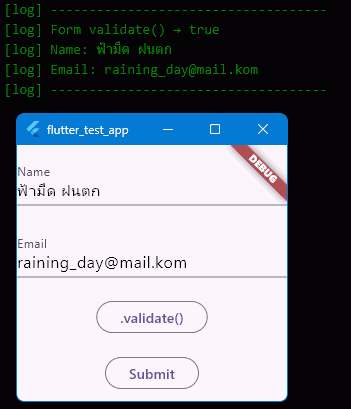 [log] ------------------------------------
[log] Form validate() → true
[log] Name: ฟ้ามืด ฝนตก
[log] Email: raining_day@mail.kom
[log] ------------------------------------
flutter_test_app
DEBUG
Name
ฟ้ามืด ฝนตก
Email
raining_day@mail.kom
.validate()
Submit